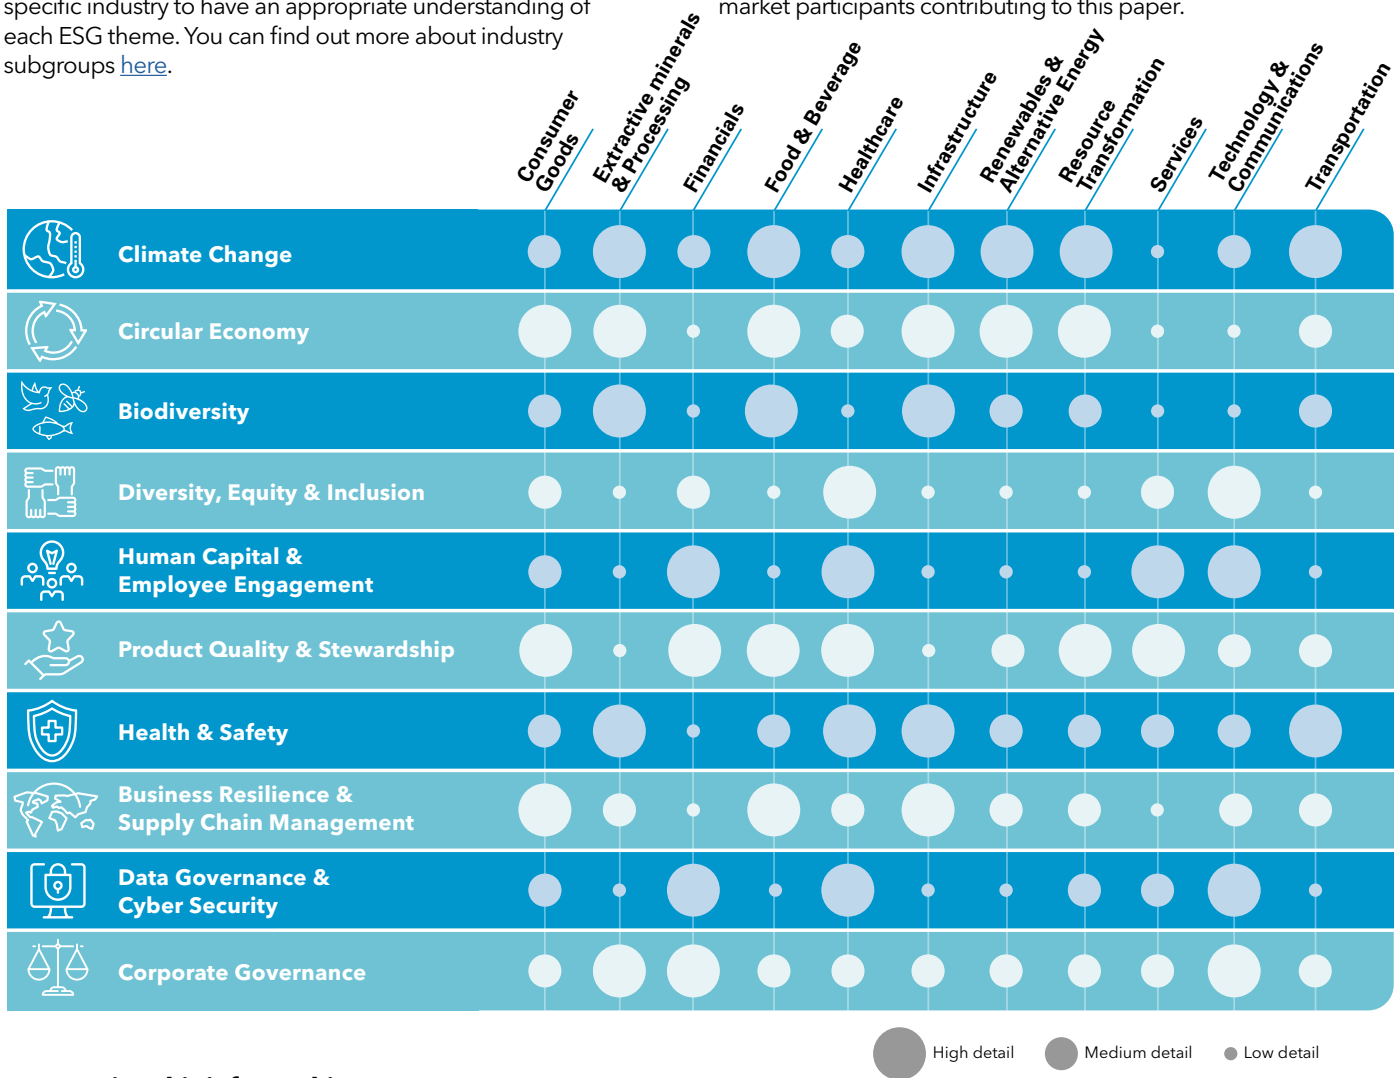 specific industry to have an appropriate understanding of
each ESG theme. You can find out more about industry
subgroups here.
market participants contributing to this paper.
Consumer
Goods
Extractive minerals
& Processing
Financials
Food & Beverage
Healthcare
Infrastructure
Renewables &
Alternative Energy
Resource
Transformation
Services
Technology &
Communications
Transportation
Climate Change
Circular Economy
Biodiversity
Diversity, Equity & Inclusion
Human Capital &
Employee Engagement
Product Quality & Stewardship
Health & Safety
Business Resilience &
Supply Chain Management
Data Governance &
Cyber Security
Corporate Governance
High detail
Medium detail
Low detail